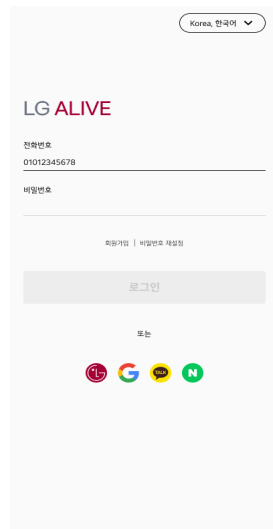 Korea, 한국어
LG ALIVE
전화번호
01012345678
비밀번호
회원가입 | 비밀번호 재설정
로그인
또는
LG G TALK N